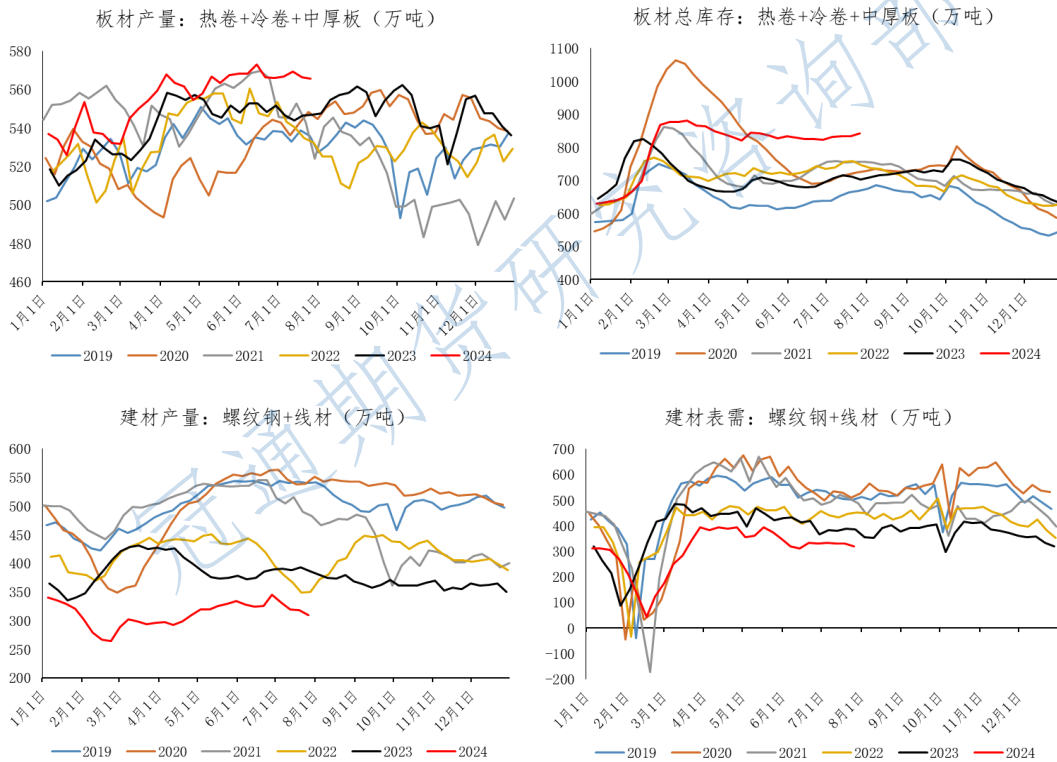 板材产量：热卷+冷卷+中厚板（万吨）
580
560
540
520
500
480
460
1月1日
2月1日
3月1日
4月1日
5月1日
6月1日
7月1日
8月1日
9月1日
10月1日
11月1日
12月1日
2019 2020 2021 2022 2023 2024
板材总库存：热卷+冷卷+中厚板（万吨）
1100
1000
900
800
700
600
500
400
1月1日
2月1日
3月1日
4月1日
5月1日
6月1日
7月1日
8月1日
9月1日
10月1日
11月1日
12月1日
2019 2020 2021 2022 2023 2024
建材产量：螺纹钢+线材（万吨）
600
550
500
450
400
350
300
250
200
1月1日
2月1日
3月1日
4月1日
5月1日
6月1日
7月1日
8月1日
9月1日
10月1日
11月1日
12月1日
2019 2020 2021 2022 2023 2024
建材表需：螺纹钢+线材（万吨）
700
600
500
400
300
200
100
0
-100
-200
1月1日
2月1日
3月1日
4月1日
5月1日
6月1日
7月1日
8月1日
9月1日
10月1日
11月1日
12月1日
2019 2020 2021 2022 2023 2024
冠通期货研究咨询部